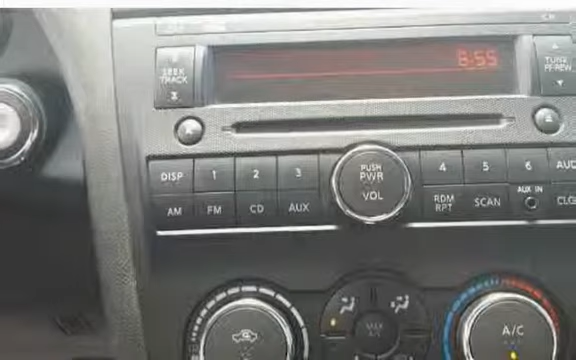 8:55
SEEK
TRACK
TUNE
FF·REW
DISP 1 2 3
PUSH
PWR
VOL
4 5 6 AUD
AM FM CD AUX
RDM
RPT
SCAN
AUX IN
CLO
A/C